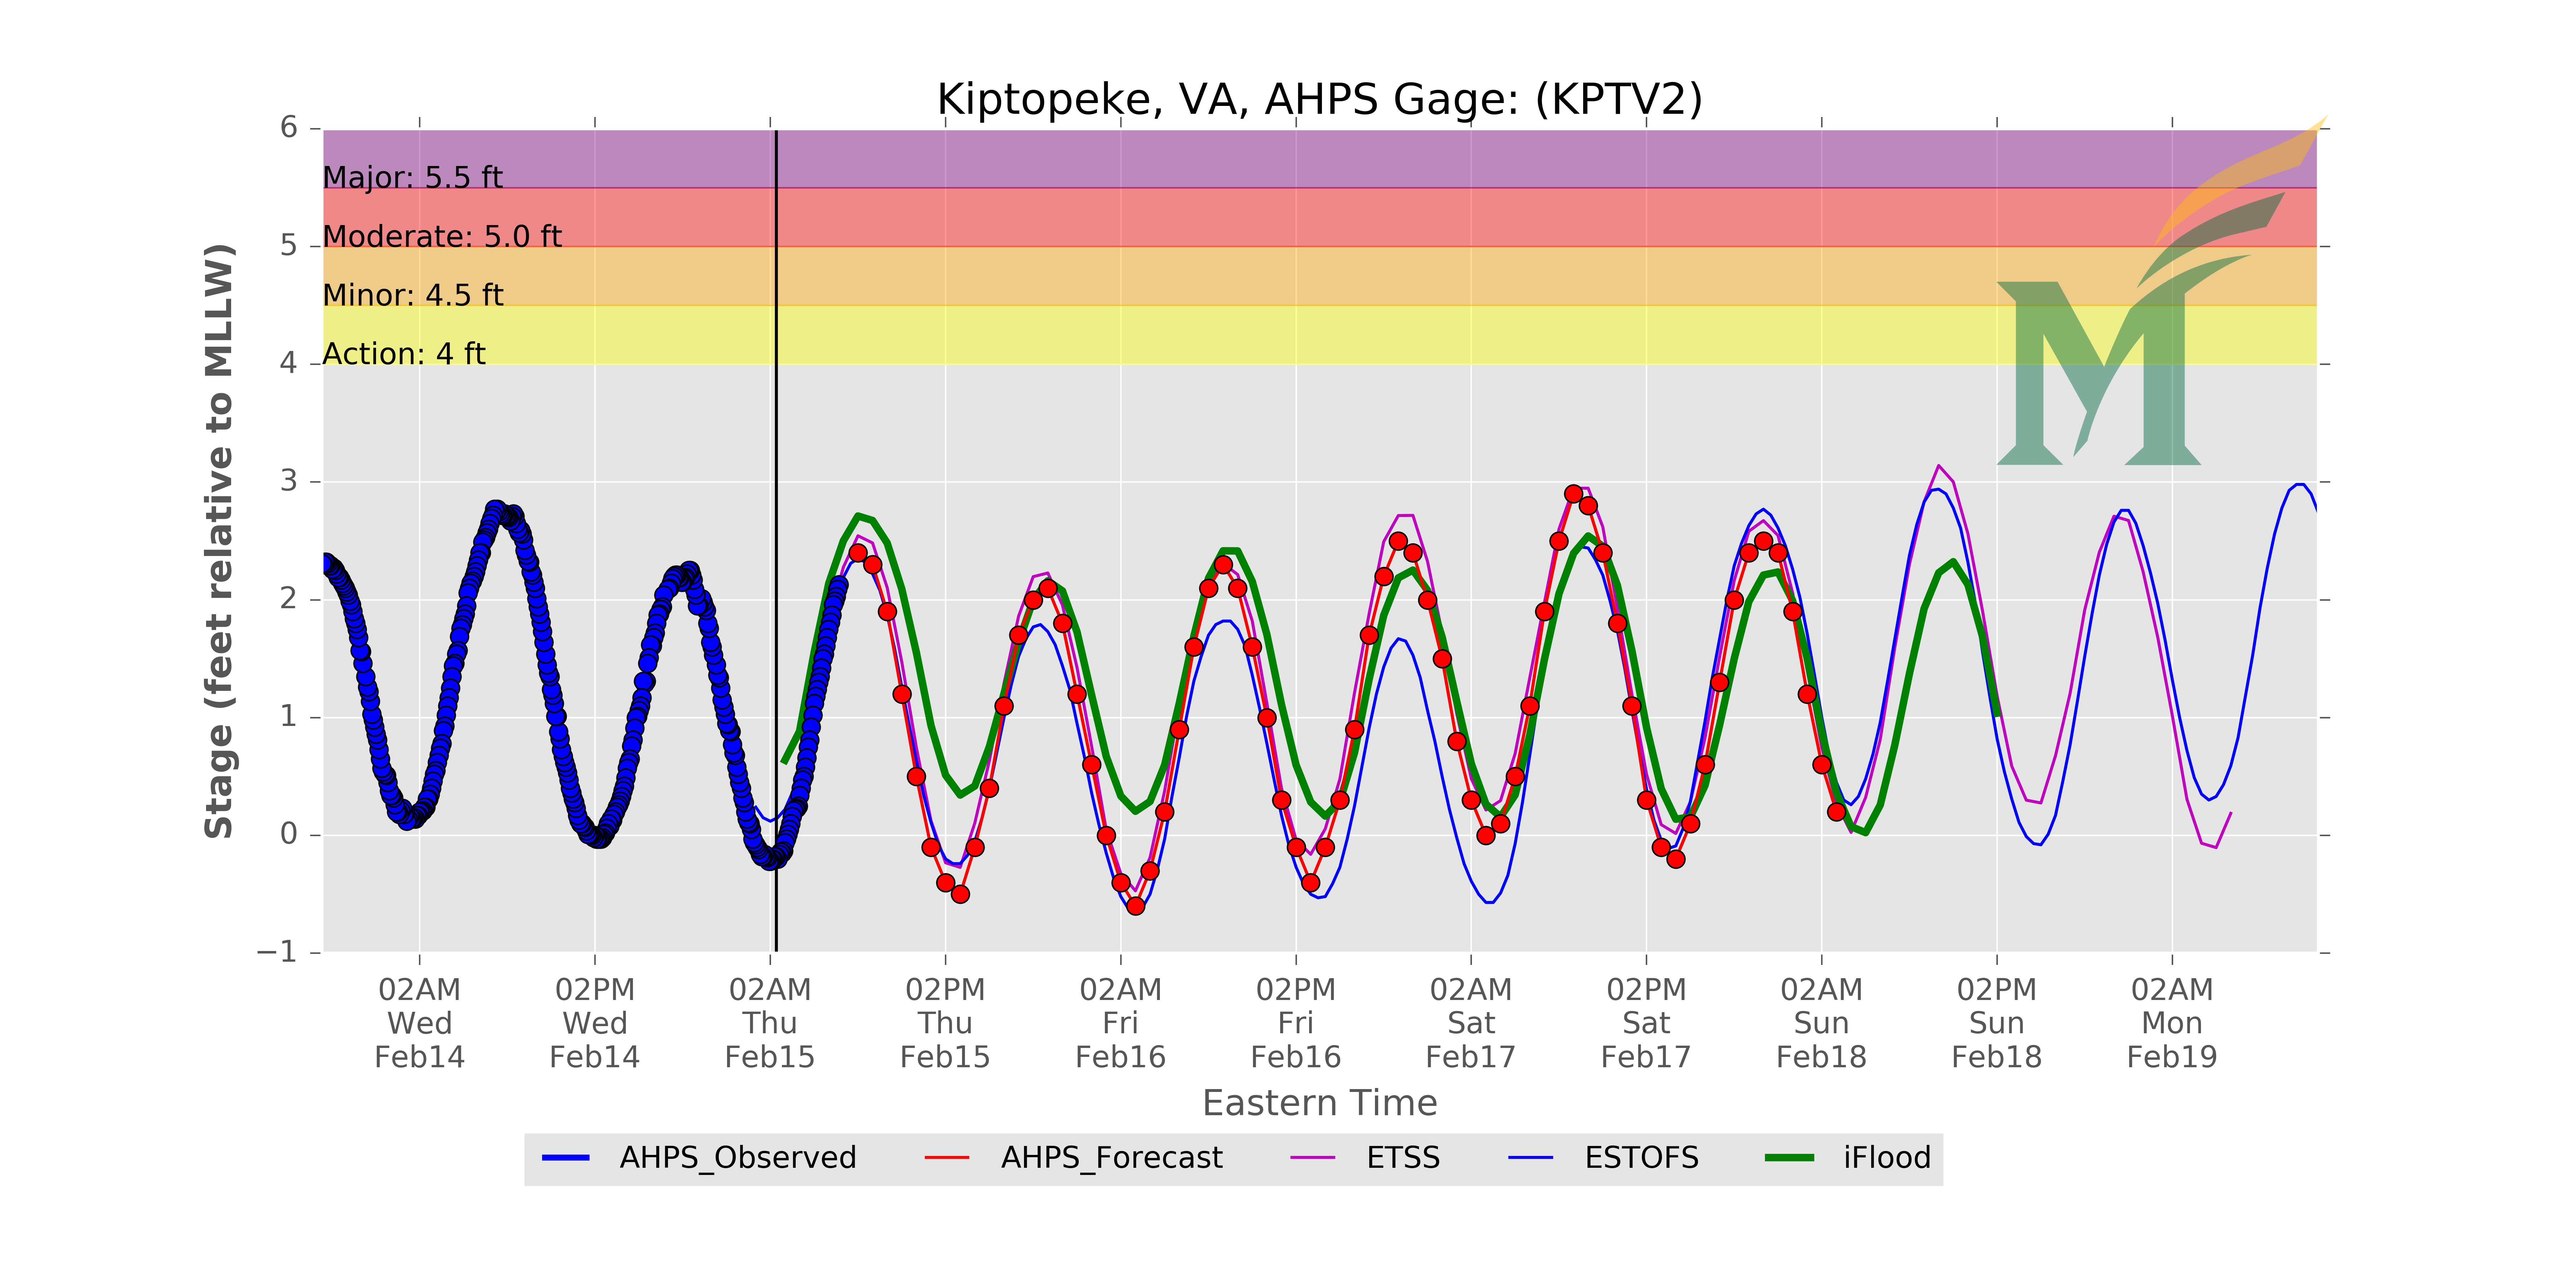 Kiptopeke, VA, AHPS Gage: (KPTV2)
6
5
4
3
2
1
0
−1
Stage (feet relative to MLLW)
Major: 5.5 ft
Moderate: 5.0 ft
Minor: 4.5 ft
Action: 4 ft
M
02AM 02PM 02AM 02PM 02AM 02PM 02AM 02PM 02AM 02PM 02AM
Wed Wed Thu Thu Fri Fri Sat Sat Sun Sun Mon
Feb14 Feb14 Feb15 Feb15 Feb16 Feb16 Feb17 Feb17 Feb18 Feb18 Feb19
Eastern Time
AHPS_Observed AHPS_Forecast ETSS ESTOFS iFlood